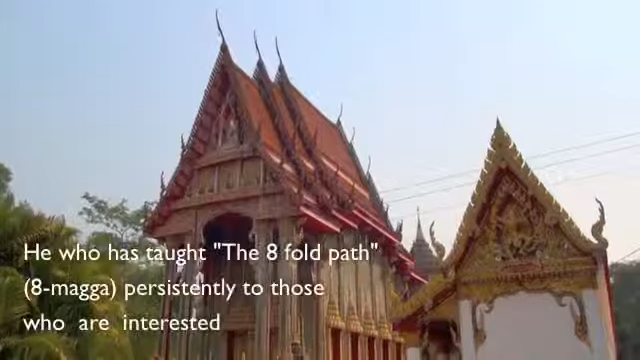 He who has taught "The 8 fold path"
(8-magga) persistently to those
who are interested